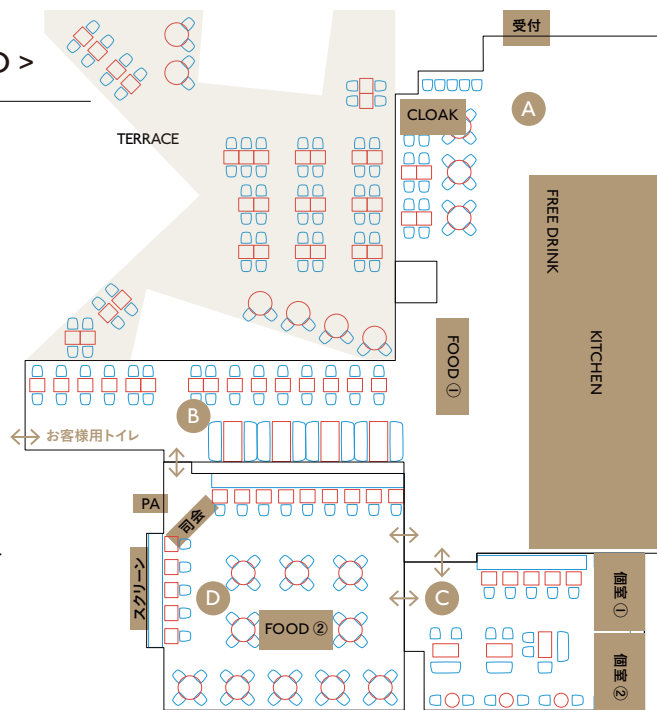 O >
受付
A
CLOAK
TERRACE
FREE DRINK
KITCHEN
FOOD ①
B
お客様用トイレ
PA
司会
スクリーン
D
FOOD ②
C
個室 ①
個室 ②